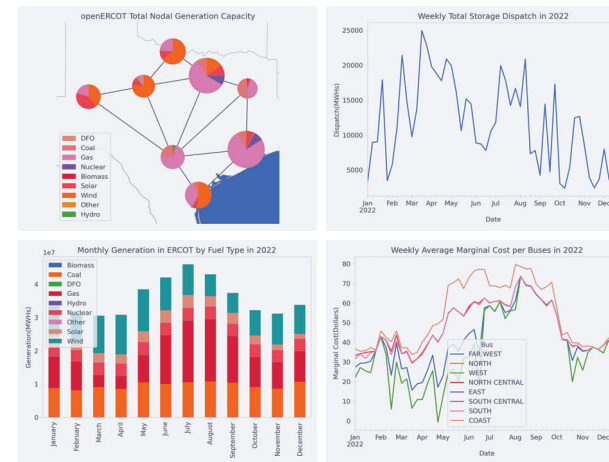 openERCOT Total Nodal Generation Capacity
DFO
Coal
Gas
Nuclear
Biomass
Solar
Wind
Other
Hydro
Weekly Total Storage Dispatch in 2022
Dispatch(MWHs)
25000
20000
15000
10000
5000
Jan Feb Mar Apr May Jun Jul Aug Sep Oct Nov Dec
2022
Date
Monthly Generation in ERCOT by Fuel Type in 2022
1e7
Generation(MWHs)
4
3
2
1
0
Biomass
Coal
DFO
Gas
Hydro
Nuclear
Other
Solar
Wind
January February March April May June July August September October November December
Weekly Average Marginal Cost per Buses in 2022
Marginal Cost(Dollars)
80
70
60
50
40
30
20
10
0
Bus
FAR WEST
NORTH
WEST
NORTH CENTRAL
EAST
SOUTH CENTRAL
SOUTH
COAST
Jan Feb Mar Apr May Jun Jul Aug Sep Oct Nov Dec
2022
Date